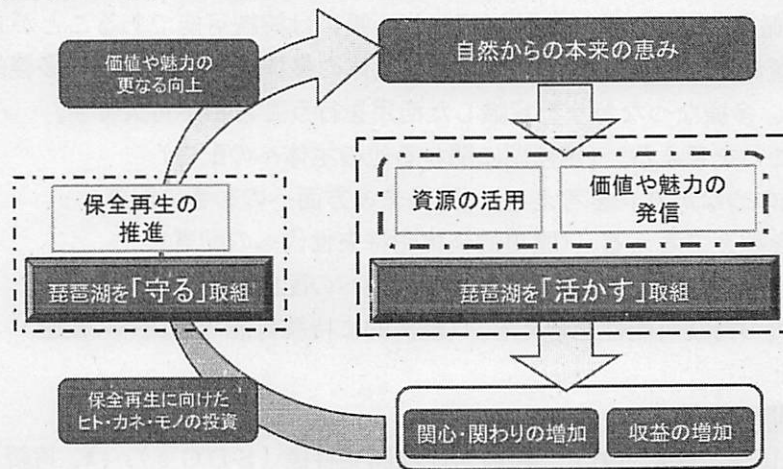 価値や魅力の
更なる向上
自然からの本来の恵み
資源の活用
価値や魅力の
発信
保全再生の
推進
琵琶湖を「守る」取組
琵琶湖を「活かす」取組
保全再生に向けた
ヒト・カネ・モノの投資
関心・関わりの増加
収益の増加